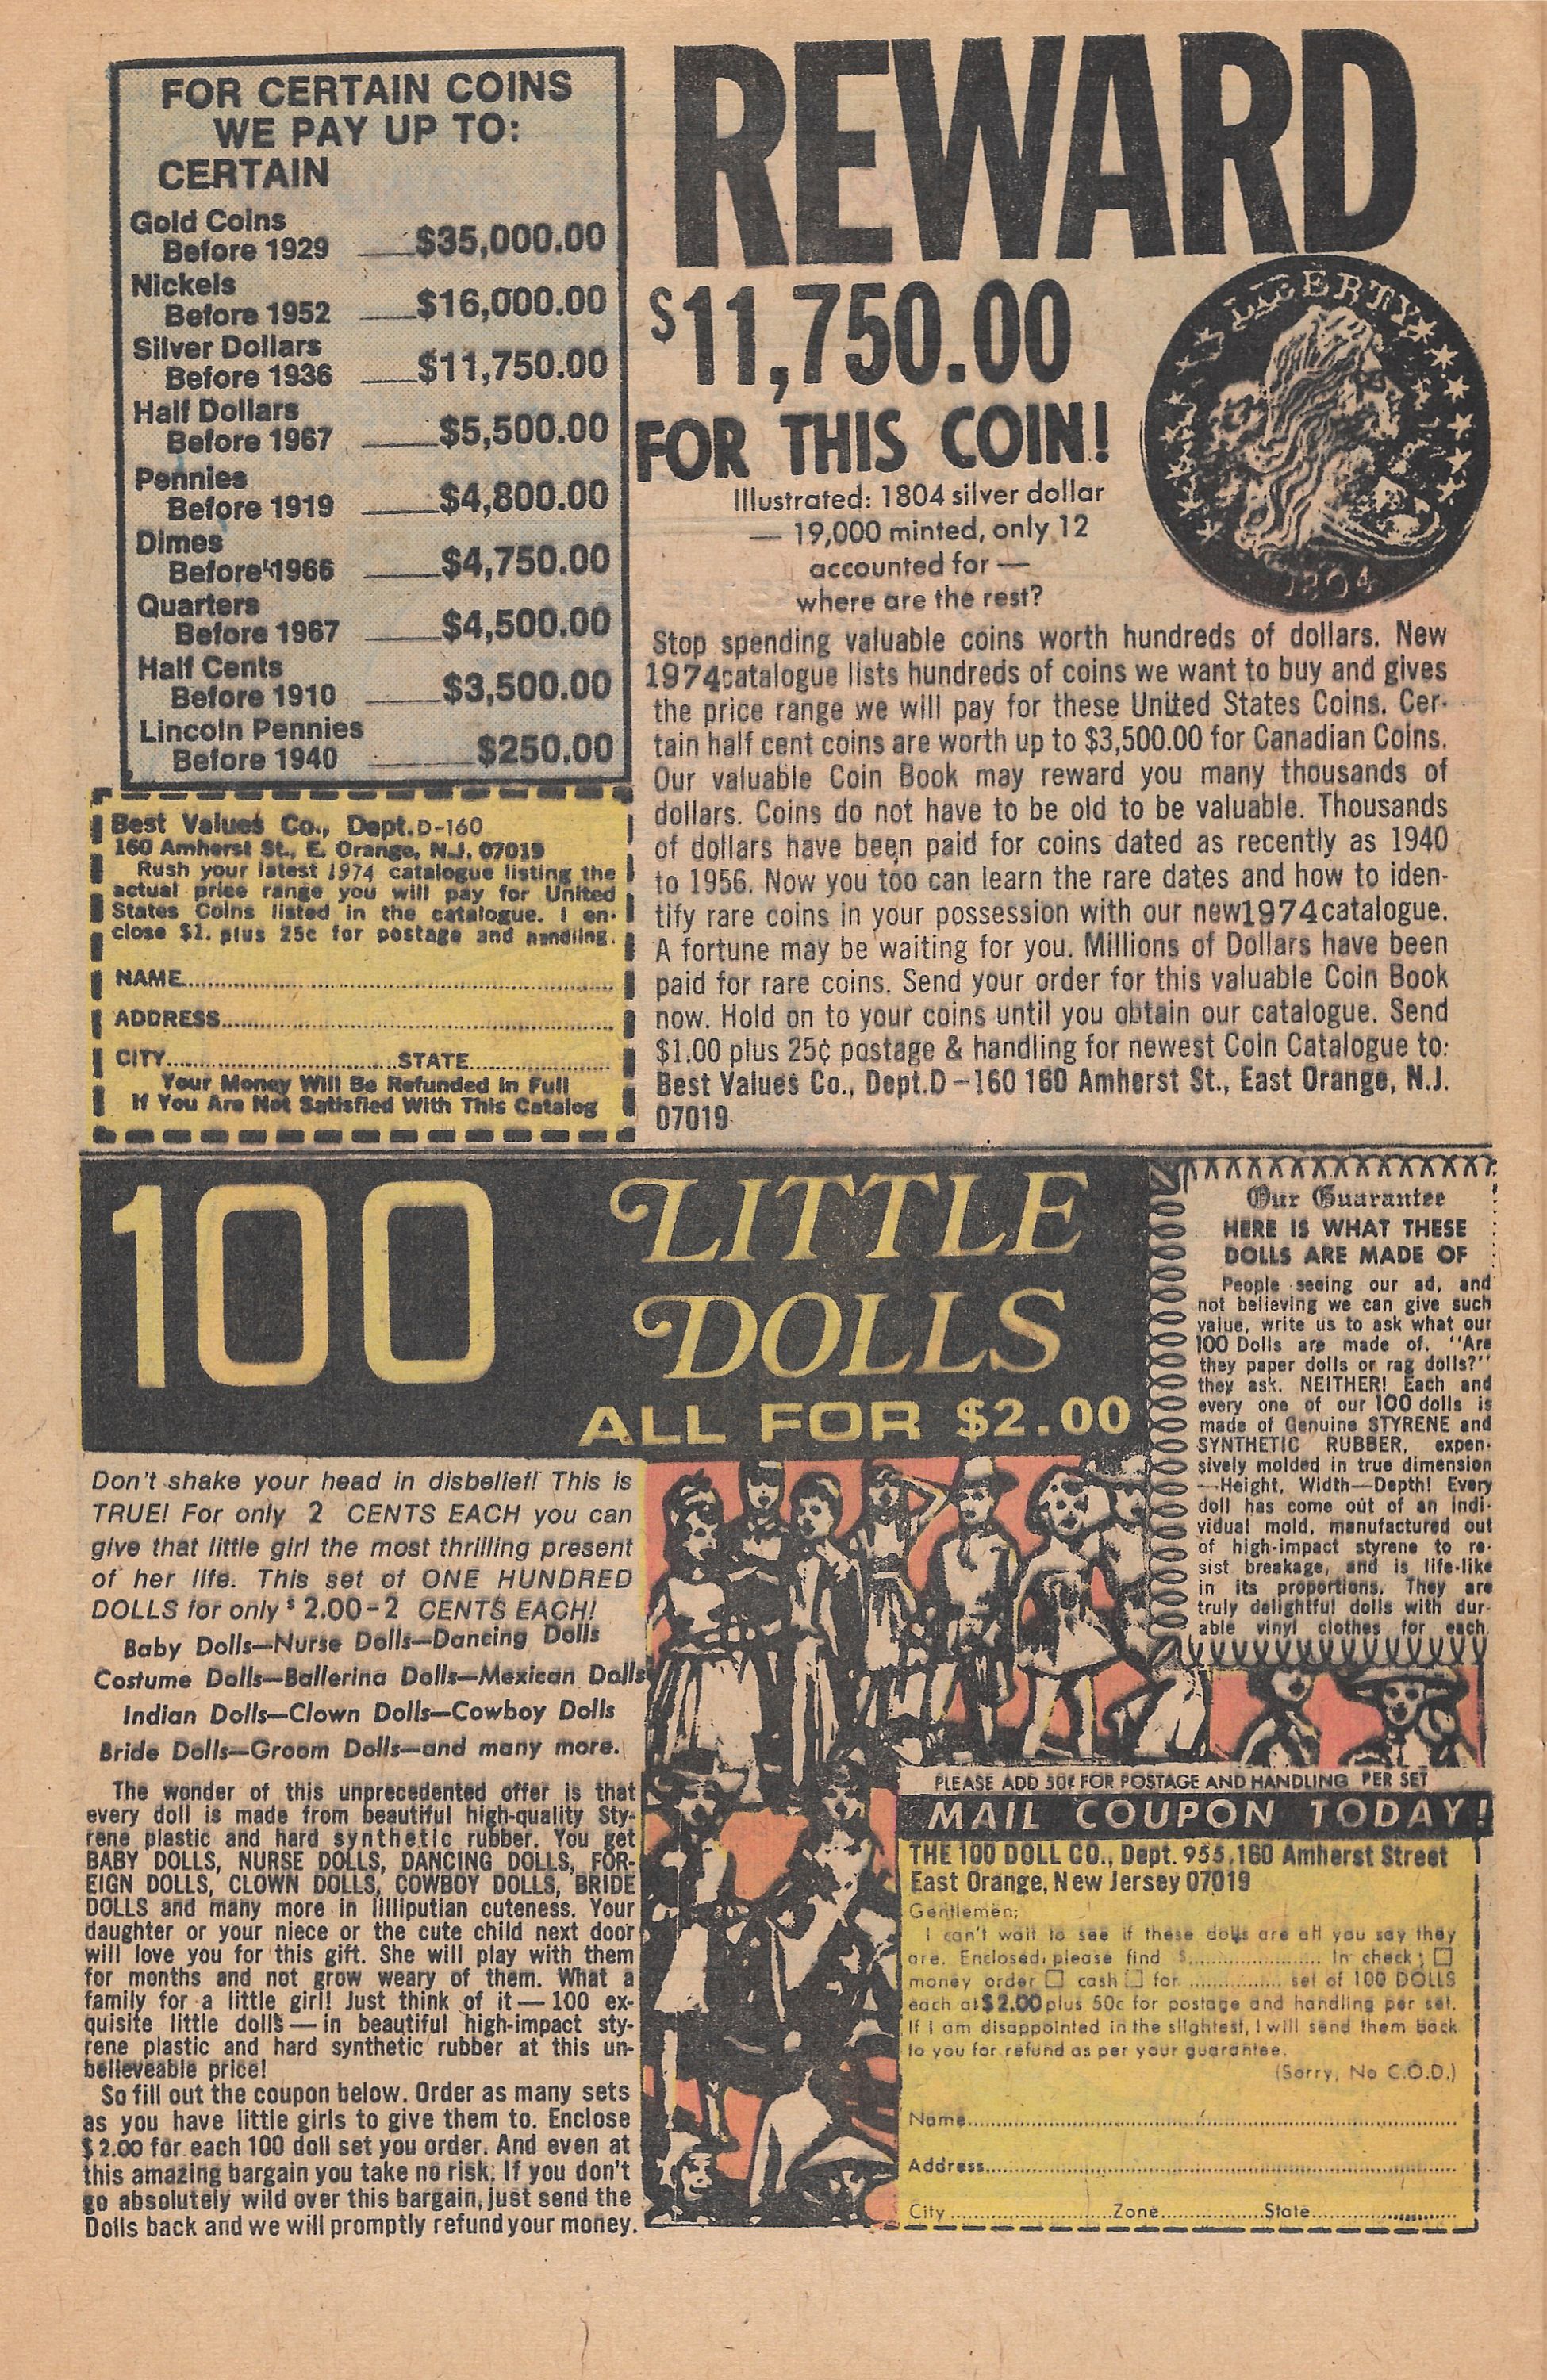 FOR CERTAIN COINS
WE PAY UP TO:
CERTAIN
Gold Coins
Before 1929 $35,000.00
Nickels
Before 1952 $16,000.00
Silver Dollars
Before 1936 $11,750.00
Half Dollars
Before 1967 $5,500.00
Pennies
Before 1919 $4,800.00
Dimes
Before 1966 $4,750.00
Quarters
Before 1967 $4,500.00
Half Cents
Before 1910 $3,500.00
Lincoln Pennies
Before 1940 $250.00
Best Values Co., Dept. D-160
160 Amherst St., E. Orange, N.J. 07019
Rush your latest 1974 catalogue listing the
actual price range you will pay for United
States Coins listed in the catalogue. I en-
close $1. plus 25c for postage and handling.
NAME
ADDRESS
CITY STATE
Your Money Will Be Refunded in Full
If You Are Not Satisfied With This Catalog
REWARD
$11,750.00
FOR THIS COIN!
LIBERTY
1804
Illustrated: 1804 silver dollar
— 19,000 minted, only 12
accounted for —
where are the rest?
Stop spending valuable coins worth hundreds of dollars. New
1974 catalogue lists hundreds of coins we want to buy and gives
the price range we will pay for these United States Coins. Cer-
tain half cent coins are worth up to $3,500.00 for Canadian Coins.
Our valuable Coin Book may reward you many thousands of
dollars. Coins do not have to be old to be valuable. Thousands
of dollars have been paid for coins dated as recently as 1940
to 1956. Now you too can learn the rare dates and how to iden-
tify rare coins in your possession with our new 1974 catalogue.
A fortune may be waiting for you. Millions of Dollars have been
paid for rare coins. Send your order for this valuable Coin Book
now. Hold on to your coins until you obtain our catalogue. Send
$1.00 plus 25¢ postage & handling for newest Coin Catalogue to:
Best Values Co., Dept. D-160 160 Amherst St., East Orange, N.J.
07019
100 LITTLE
DOLLS
ALL FOR $2.00
Our Guarantee
HERE IS WHAT THESE
DOLLS ARE MADE OF
People seeing our ad, and
not believing we can give such
value, write us to ask what our
100 Dolls are made of. "Are
they paper dolls or rag dolls?"
they ask. NEITHER! Each and
every one of our 100 dolls is
made of Genuine STYRENE and
SYNTHETIC RUBBER, expen-
sively molded in true dimension
—Height, Width—Depth! Every
doll has come out of an indi-
vidual mold, manufactured out
of high-impact styrene to re-
sist breakage, and is life-like
in its proportions. They are
truly delightful dolls with dur-
able vinyl clothes for each
Don't shake your head in disbelief! This is
TRUE! For only 2 CENTS EACH you can
give that little girl the most thrilling present
of her life. This set of ONE HUNDRED
DOLLS for only $2.00-2 CENTS EACH!
Baby Dolls—Nurse Dolls—Dancing Dolls
Costume Dolls—Ballerina Dolls—Mexican Dolls
Indian Dolls—Clown Dolls—Cowboy Dolls
Bride Dolls—Groom Dolls—and many more.
The wonder of this unprecedented offer is that
every doll is made from beautiful high-quality Sty-
rene plastic and hard synthetic rubber. You get
BABY DOLLS, NURSE DOLLS, DANCING DOLLS, FOR-
EIGN DOLLS, CLOWN DOLLS, COWBOY DOLLS, BRIDE
DOLLS and many more in lilliputian cuteness. Your
daughter or your niece or the cute child next door
will love you for this gift. She will play with them
for months and not grow weary of them. What a
family for a little girl! Just think of it — 100 ex-
quisite little dolls — in beautiful high-impact sty-
rene plastic and hard synthetic rubber at this un-
believeable price!
So fill out the coupon below. Order as many sets
as you have little girls to give them to. Enclose
$2.00 for each 100 doll set you order. And even at
this amazing bargain you take no risk. If you don't
go absolutely wild over this bargain, just send the
Dolls back and we will promptly refund your money.
PLEASE ADD 50¢ FOR POSTAGE AND HANDLING PER SET
MAIL COUPON TODAY!
THE 100 DOLL CO., Dept. 955, 160 Amherst Street
East Orange, New Jersey 07019
Gentlemen:
I can't wait to see if these dolls are all you say they
are. Enclosed, please find $ In check; ☐
money order ☐ cash ☐ for set of 100 DOLLS
each at $2.00 plus 50c for postage and handling per set.
If I am disappointed in the slightest, I will send them back
to you for refund as per your guarantee.
(Sorry, No C.O.D.)
Name
Address
City Zone State